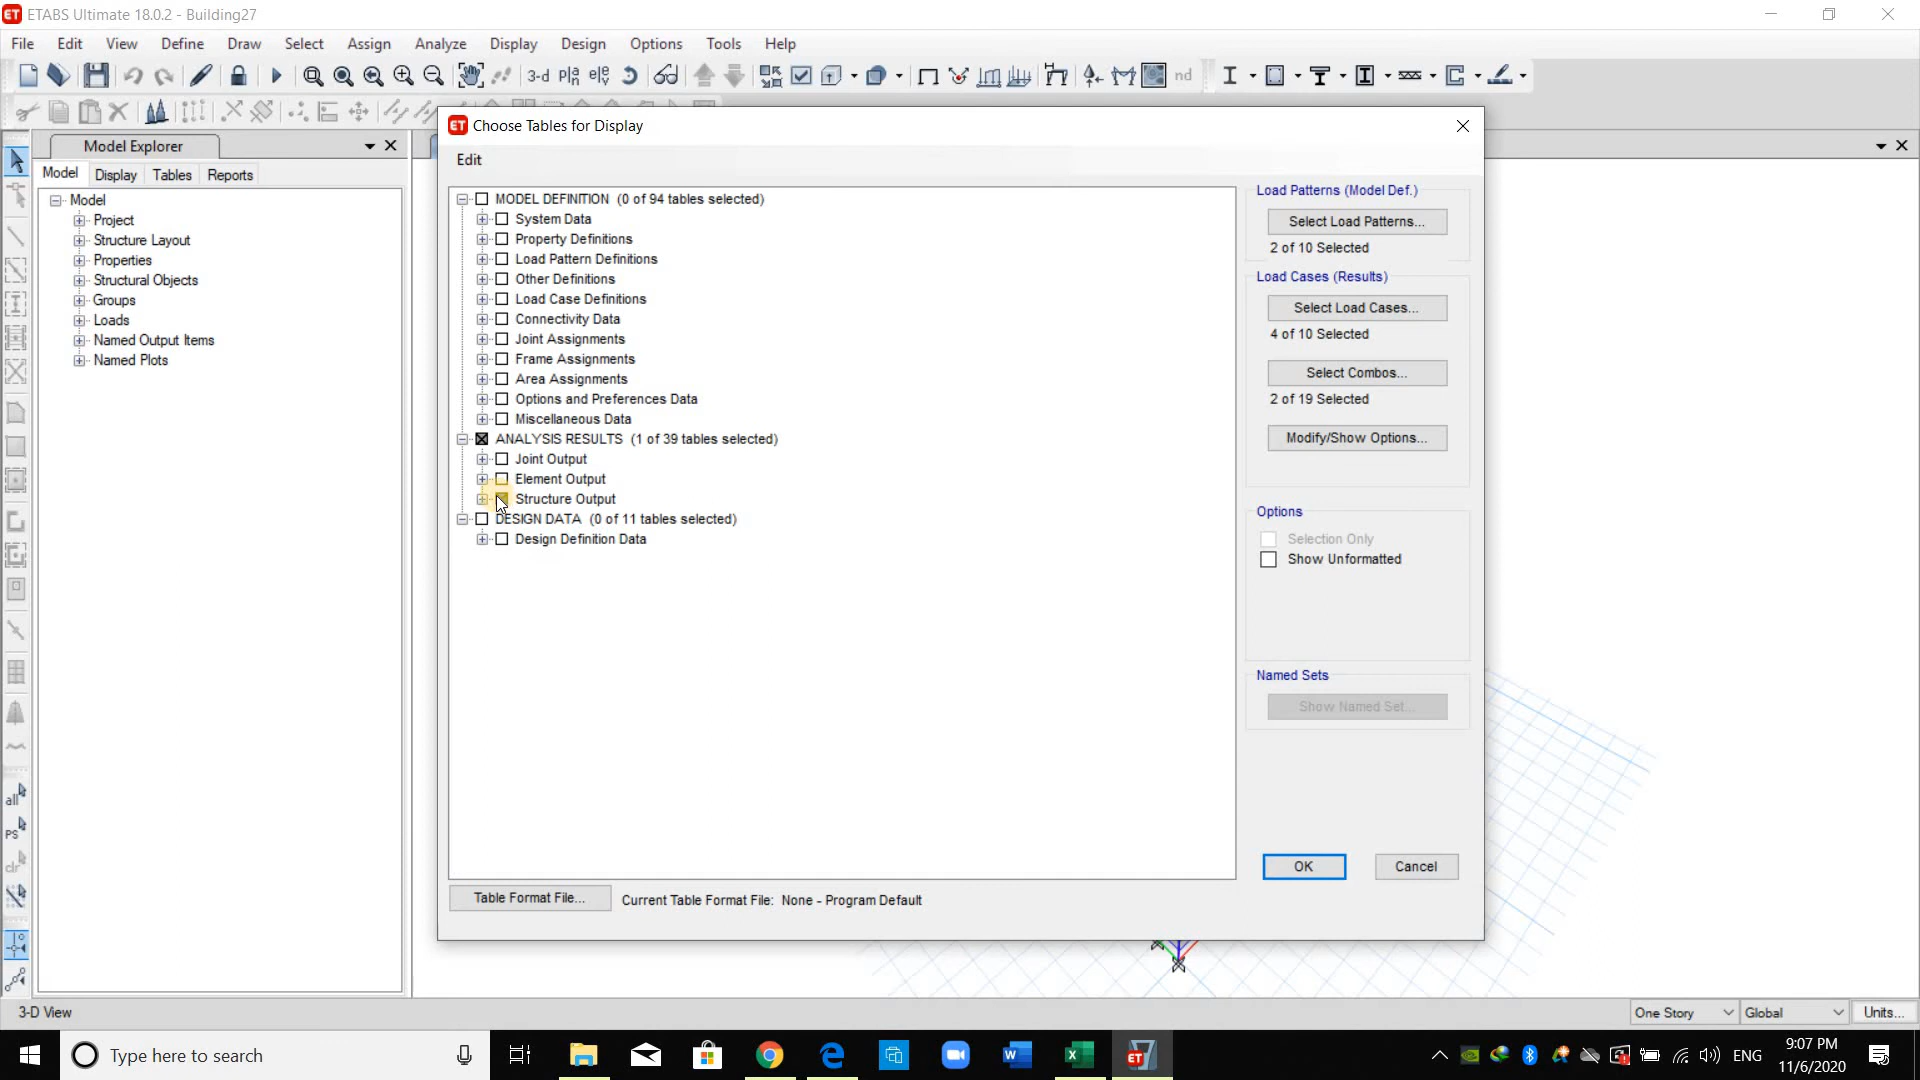 ET ETABS Ultimate 18.0.2 - Building27
File Edit View Define Draw Select Assign Analyze Display Design Options Tools Help
3-d Pla ele nd
ET Choose Tables for Display
Model Explorer
Edit
Model Display Tables Reports
Model
Project
Structure Layout
Properties
Structural Objects
Groups
Loads
Named Output Items
Named Plots
MODEL DEFINITION (0 of 94 tables selected)
System Data
Property Definitions
Load Pattern Definitions
Other Definitions
Load Case Definitions
Connectivity Data
Joint Assignments
Frame Assignments
Area Assignments
Options and Preferences Data
Miscellaneous Data
ANALYSIS RESULTS (1 of 39 tables selected)
Joint Output
Element Output
Structure Output
DESIGN DATA (0 of 11 tables selected)
Design Definition Data
Load Patterns (Model Def.)
Select Load Patterns...
2 of 10 Selected
Load Cases (Results)
Select Load Cases...
4 of 10 Selected
Select Combos...
2 of 19 Selected
Modify/Show Options...
Options
Selection Only
Show Unformatted
Named Sets
Show Named Set...
OK Cancel
Table Format File... Current Table Format File: None - Program Default
all
PS
clr
3-D View One Story Global Units...
Type here to search
ET
ENG
9:07 PM
11/6/2020